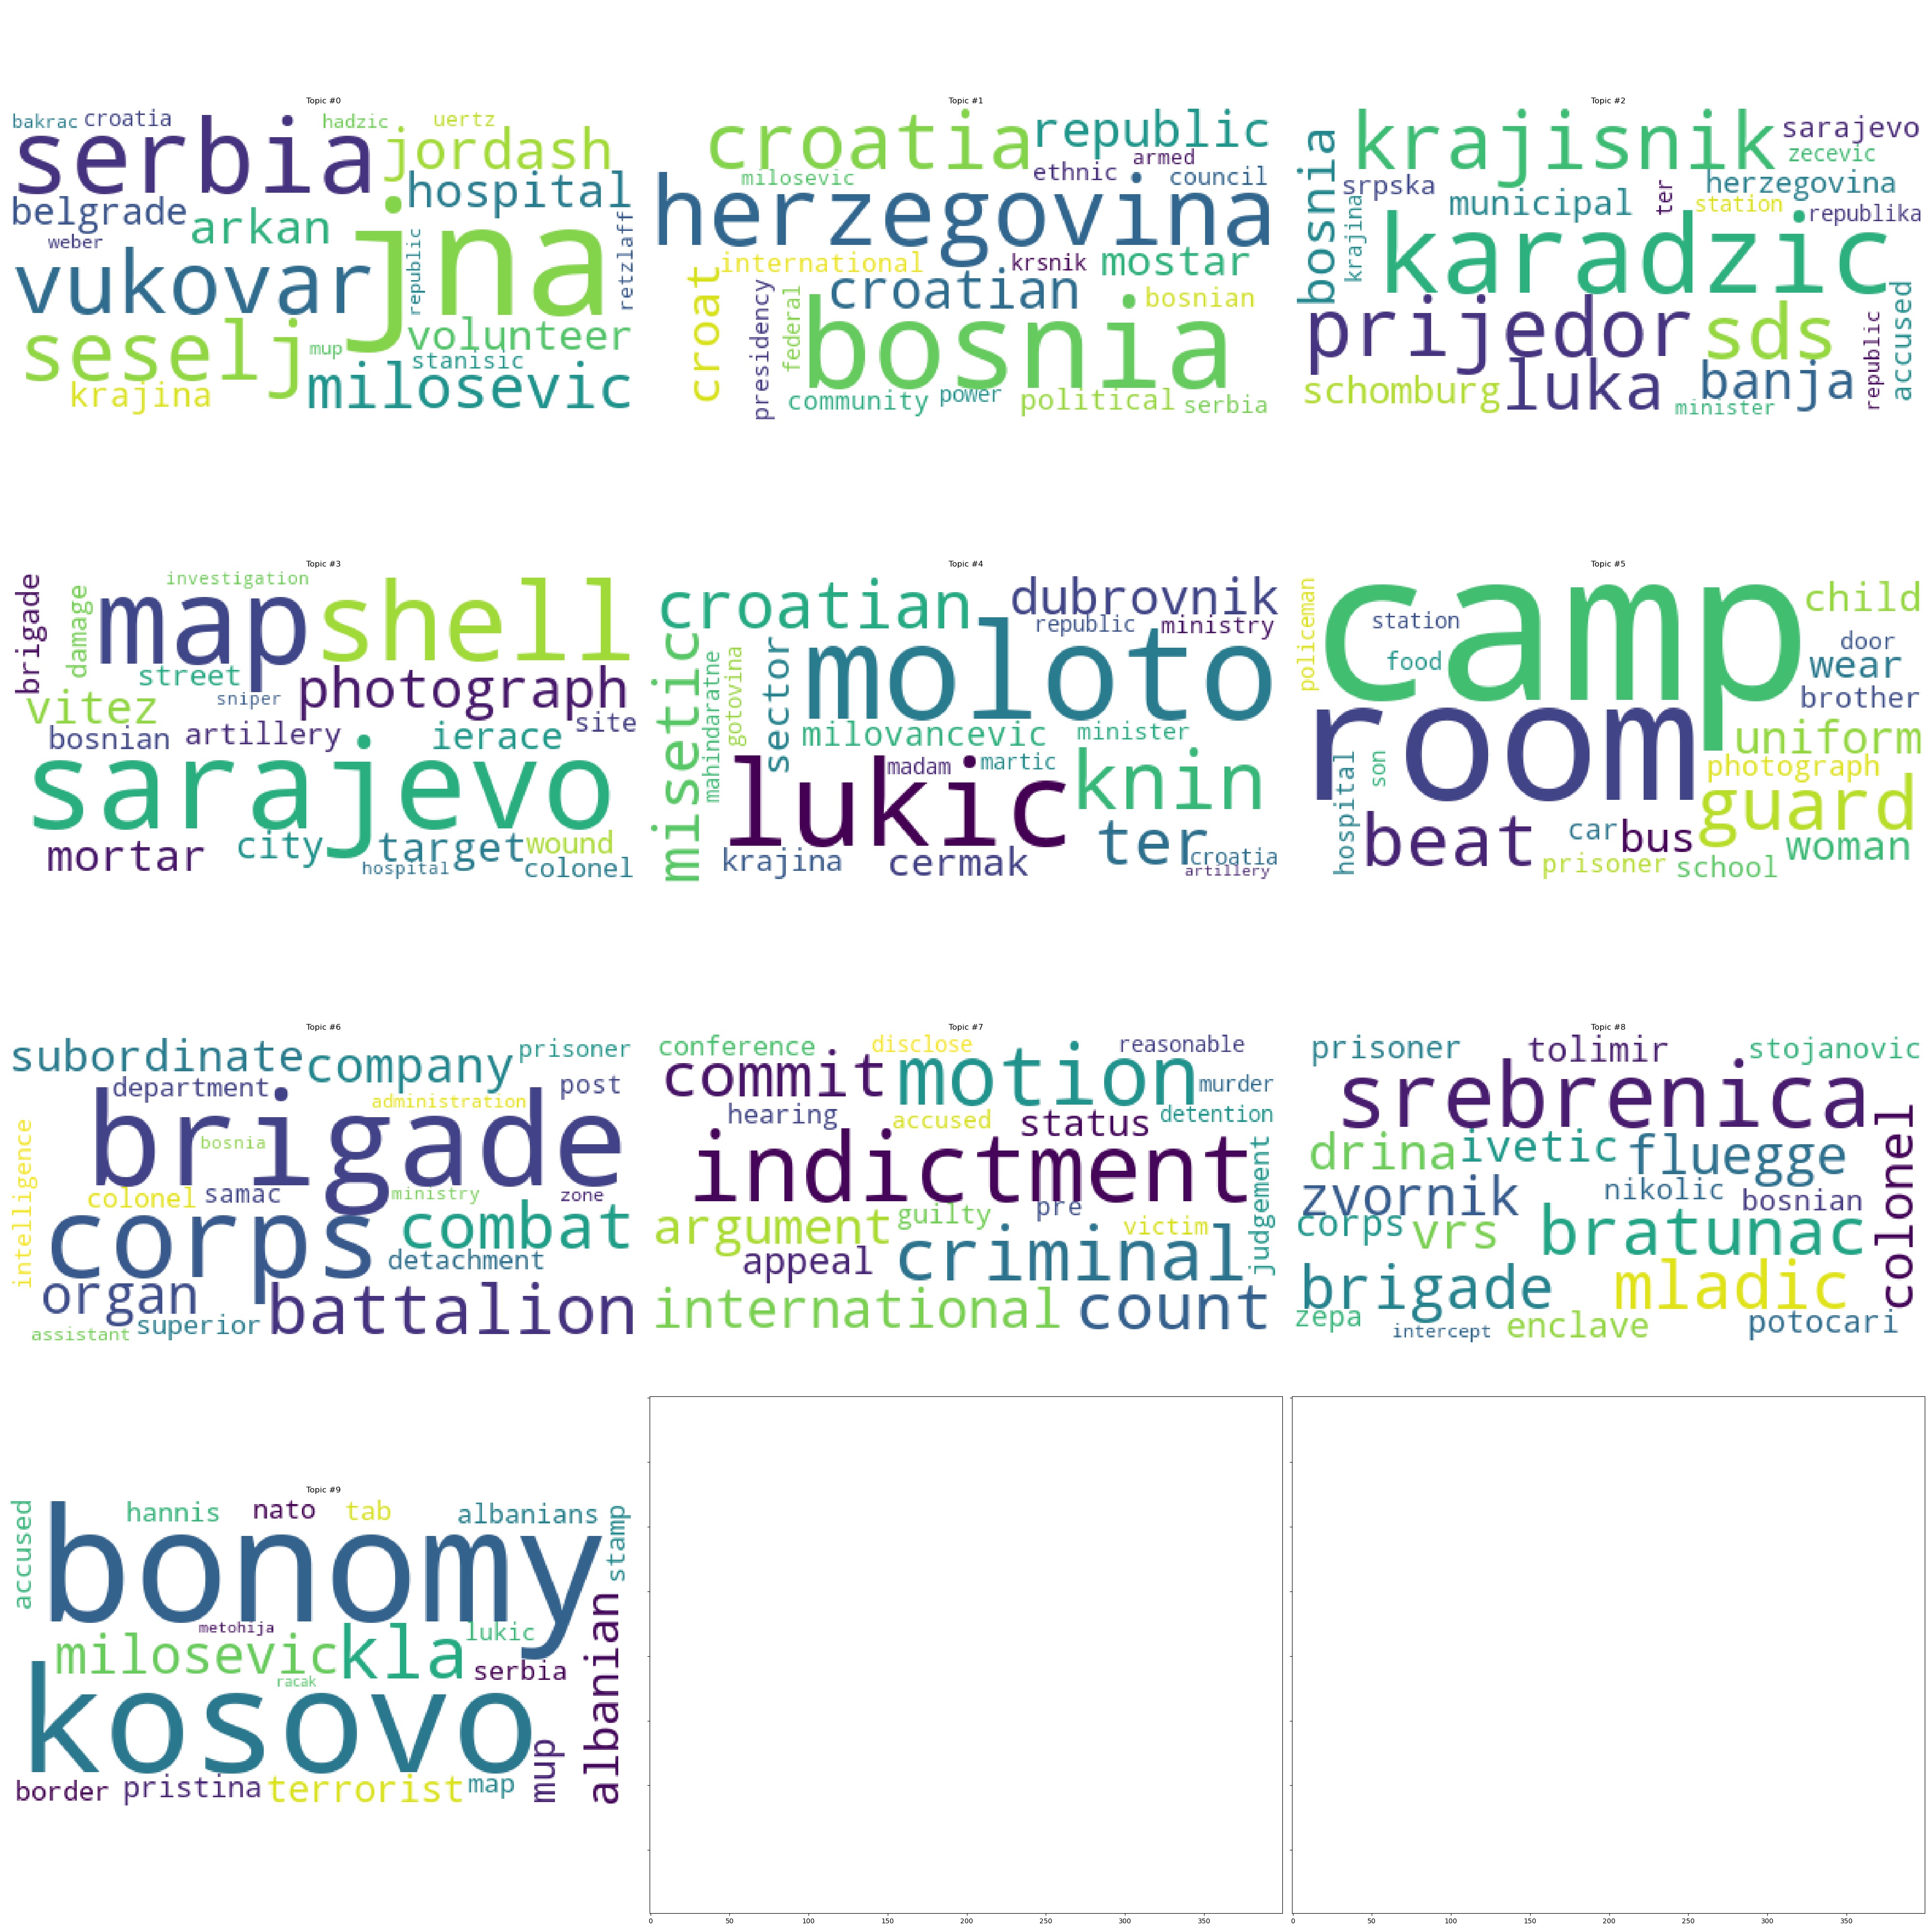 Topic #0
bakrac croatia hadzic uertz
serbia jordash
hospital
belgrade arkan
weber republic retzlaff
vukovar jna
seselj mup volunteer
stanisic
krajina milosevic
Topic #1
croatia republic
armed
milosevic ethnic council
herzegovina
international krsnik mostar
croat presidency federal croatian bosnian
bosnia
community power political serbia
Topic #2
bosnia krajisnik sarajevo
zecevic
srpska ter herzegovina
krajina municipal station republika
karadzic
prijedor sds republic accused
schomburg luka banja
minister
Topic #3
brigade damage investigation
map shell
street photograph
sniper
vitez site
bosnian artillery ierace
sarajevo
mortar city target wound
hospital colonel
Topic #4
croatian dubrovnik
republic ministry
misetic mahindaratne gotovina sector moloto
milovancevic minister
lukic madam martic knin
krajina cermak ter croatia
artillery
Topic #5
policeman camp child
station door
food wear
brother
room uniform
hospital son photograph
guard
beat car bus woman
prisoner school
Topic #6
subordinate company prisoner
department post
administration
intelligence brigade
bosnia
colonel samac ministry zone
corps combat
organ detachment
assistant superior battalion
Topic #7
conference disclose reasonable
commit motion murder
hearing accused status detention
indictment judgement
argument guilty pre victim
appeal criminal
international count
Topic #8
prisoner tolimir stojanovic
srebrenica
drina ivetic fluegge colonel
zvornik nikolic bosnian
corps vrs bratunac
brigade mladic
zepa intercept enclave potocari
Topic #9
accused hannis nato tab albanians stamp
bonomy
metohija
milosevic kla lukic
racak serbia albanian
kosovo
border pristina terrorist map mup
0 50 100 150 200 250 300 350
0 50 100 150 200 250 300 350